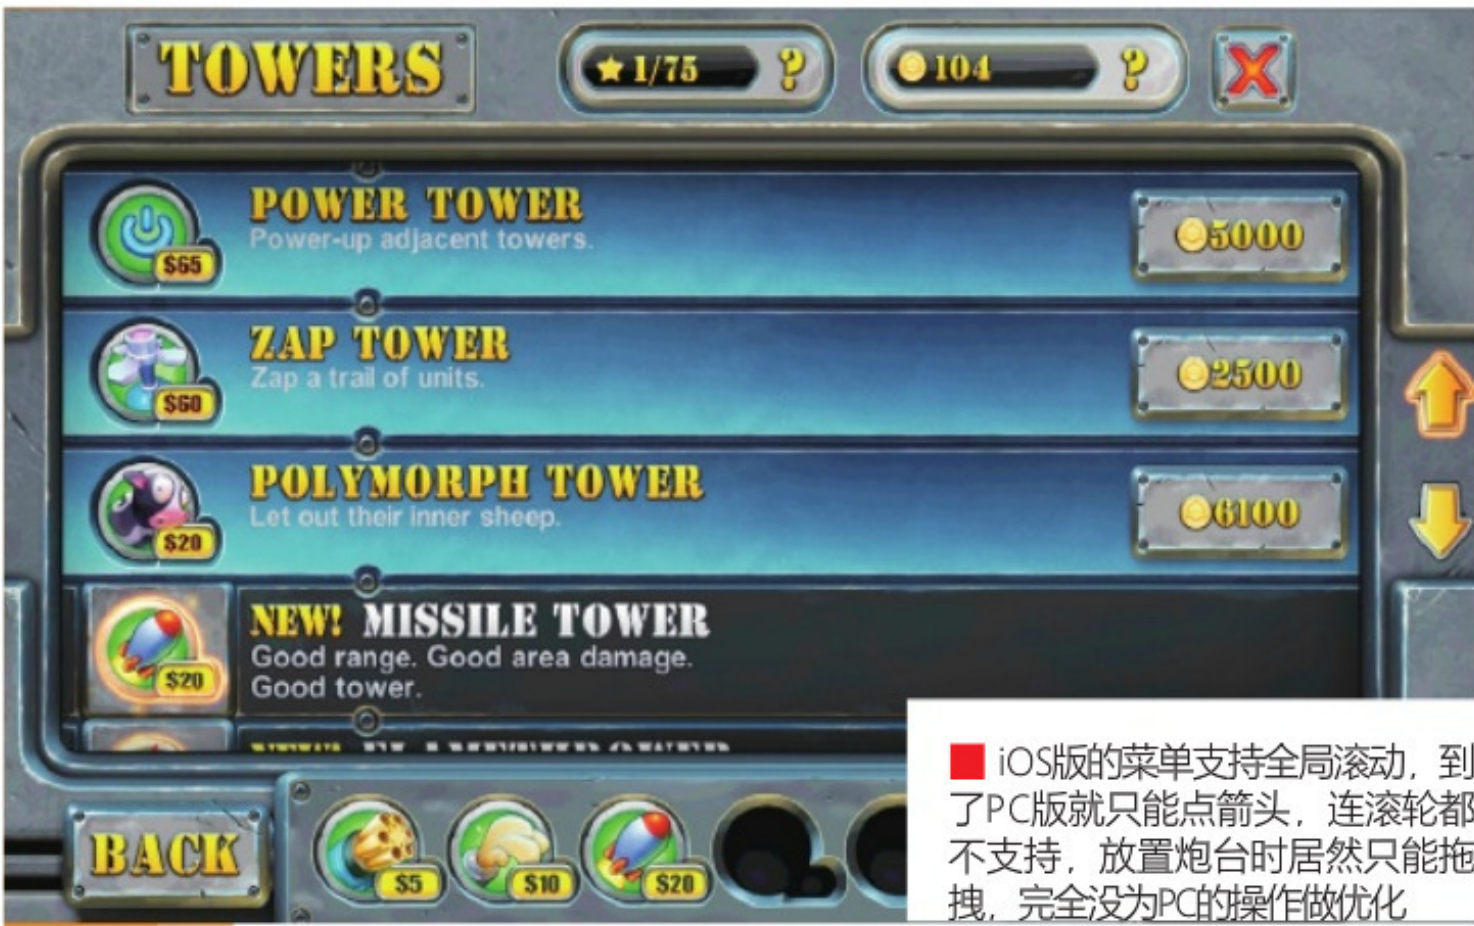 TOWERS
1/75 ?
104 ?
X
POWER TOWER
Power-up adjacent towers.
$65
5000
ZAP TOWER
Zap a trail of units.
$60
2500
POLYMORPH TOWER
Let out their inner sheep.
$20
6100
NEW! MISSILE TOWER
Good range. Good area damage.
Good tower.
$20
BACK
$5
$10
$20
iOS版的菜单支持全局滚动，到
了PC版就只能点箭头，连滚轮都
不支持，放置炮台时居然只能拖
拽，完全没为PC的操作做优化